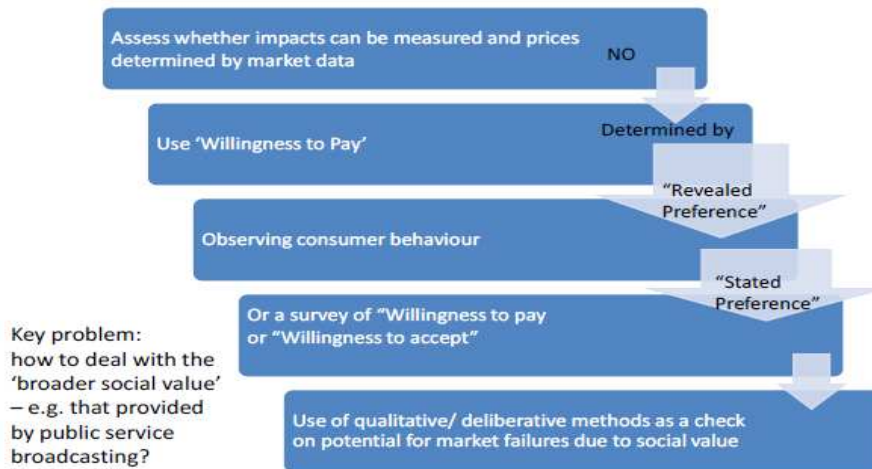 Assess whether impacts can be measured and prices
determined by market data
NO
Use ‘Willingness to Pay’
Determined by
“Revealed
Preference”
Observing consumer behaviour
“Stated
Preference”
Or a survey of “Willingness to pay
or “Willingness to accept”
Key problem:
how to deal with the
‘broader social value’
– e.g. that provided
by public service
broadcasting?
Use of qualitative/ deliberative methods as a check
on potential for market failures due to social value